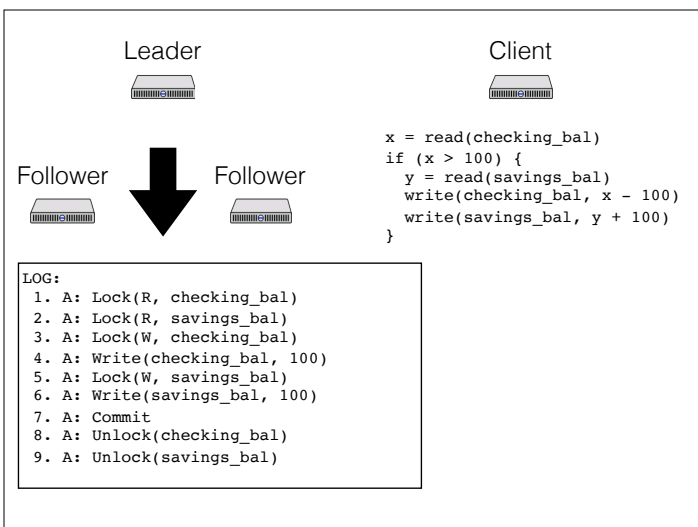 Leader
Client
x = read(checking_bal)
if (x > 100) {
y = read(savings_bal)
write(checking_bal, x - 100)
write(savings_bal, y + 100)
}
Follower
Follower
LOG:
1. A: Lock(R, checking_bal)
2. A: Lock(R, savings_bal)
3. A: Lock(W, checking_bal)
4. A: Write(checking_bal, 100)
5. A: Lock(W, savings_bal)
6. A: Write(savings_bal, 100)
7. A: Commit
8. A: Unlock(checking_bal)
9. A: Unlock(savings_bal)